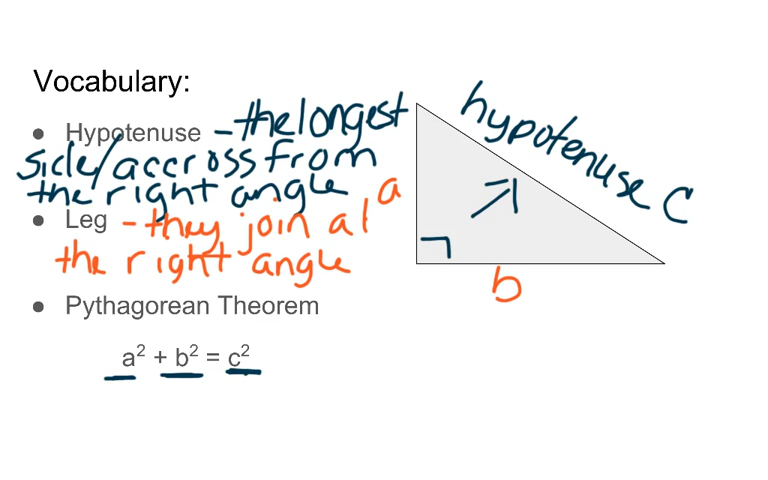 Vocabulary:
● Hypotenuse - the longest
side/accross from
the right angle
● Leg - they join at
the right angle
● Pythagorean Theorem
a² + b² = c²
hypotenuse c
a
b